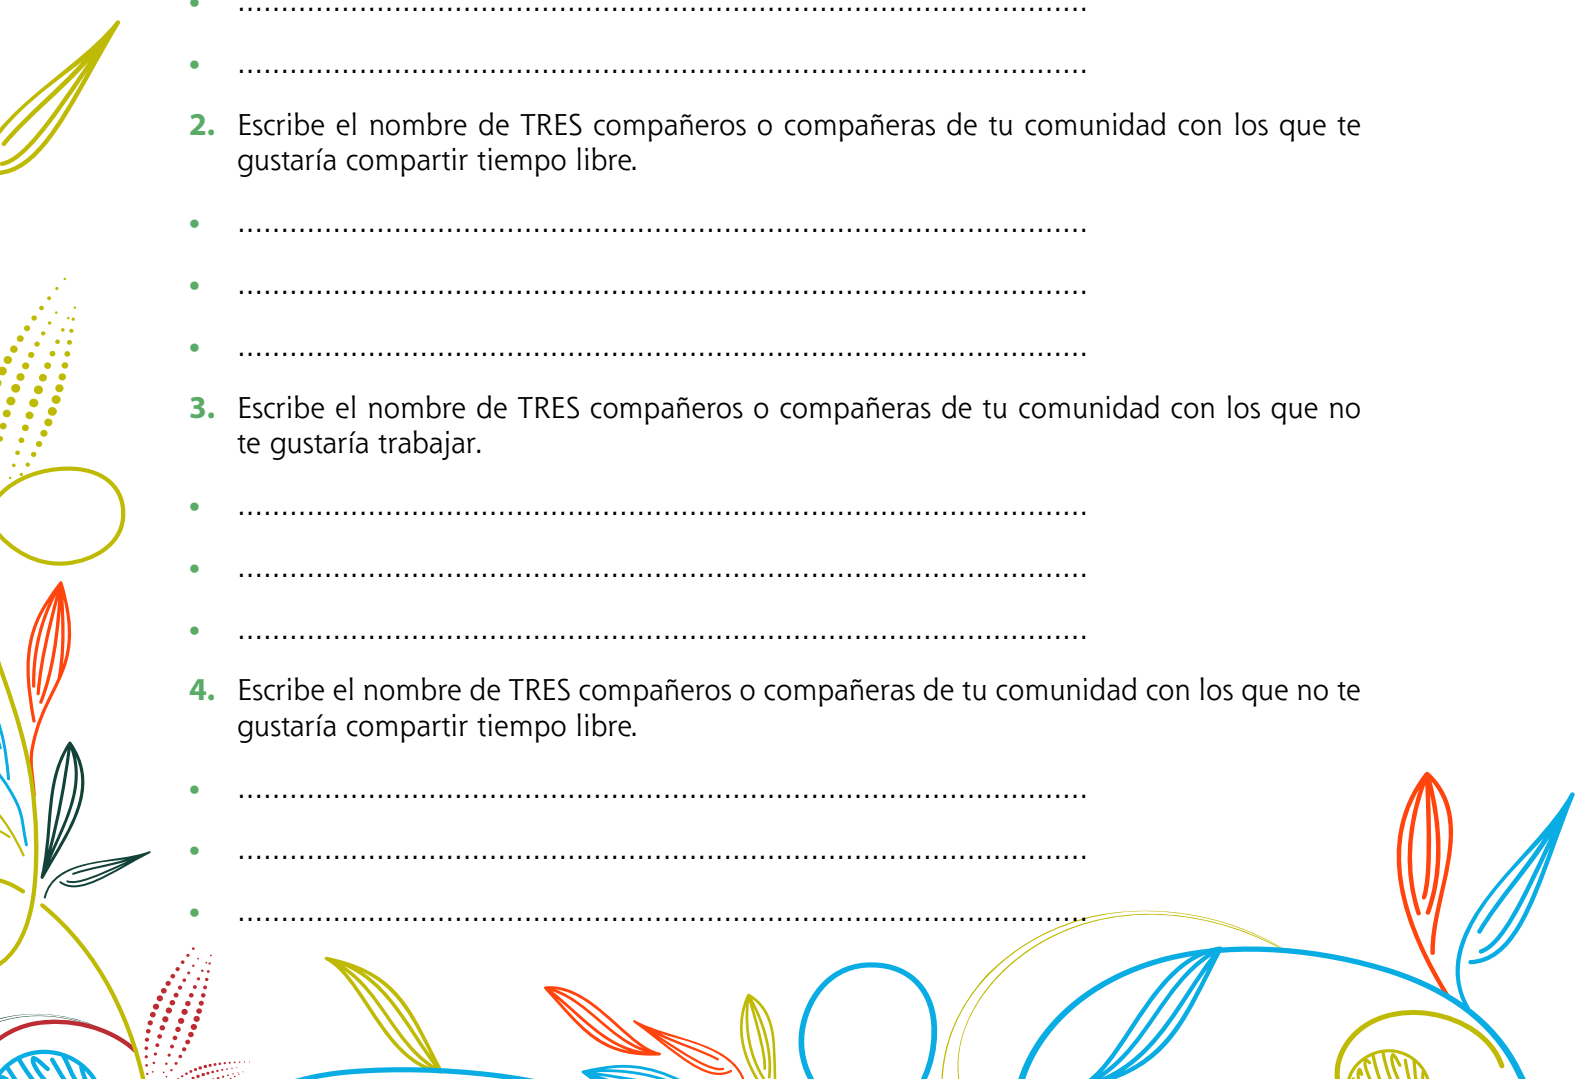 • ..................................................................................................
• ..................................................................................................
2. Escribe el nombre de TRES compañeros o compañeras de tu comunidad con los que te
gustaría compartir tiempo libre.
• ..................................................................................................
• ..................................................................................................
• ..................................................................................................
3. Escribe el nombre de TRES compañeros o compañeras de tu comunidad con los que no
te gustaría trabajar.
• ..................................................................................................
• ..................................................................................................
• ..................................................................................................
4. Escribe el nombre de TRES compañeros o compañeras de tu comunidad con los que no te
gustaría compartir tiempo libre.
• ..................................................................................................
• ..................................................................................................
• ..................................................................................................